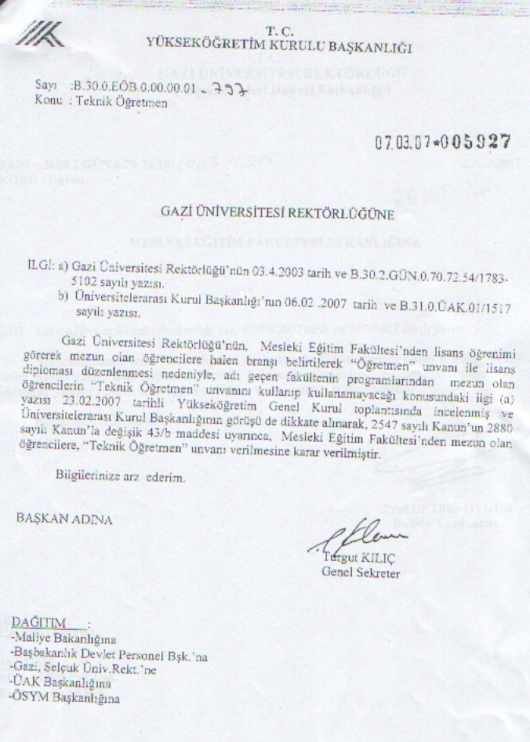 T. C.
YÜKSEKÖĞRETİM KURULU BAŞKANLIĞI
Sayı :B.30.0.EÖB.0.00.00.01 - 797
Konu : Teknik Öğretmen
07.03.07*005927
GAZİ ÜNİVERSİTESİ REKTÖRLÜĞÜNE
İLGİ: a) Gazi Üniversitesi Rektörlüğü'nün 03.4.2003 tarih ve B.30.2.GÜN.0.70.72.54/1783-
5102 sayılı yazısı.
b) Üniversitelerarası Kurul Başkanlığı'nın 06.02 .2007 tarih ve B.31.0.ÜAK.01/1517
sayılı yazısı.
Gazi Üniversitesi Rektörlüğü'nün, Mesleki Eğitim Fakültesi'nden lisans öğrenimi
görerek mezun olan öğrencilere halen branşı belirtilerek "Öğretmen" unvanı ile lisans
diploması düzenlenmesi nedeniyle, adı geçen fakültenin programlarından mezun olan
öğrencilerin "Teknik Öğretmen" unvanını kullanıp kullanamayacağı konusundaki ilgi (a)
yazısı 23.02.2007 tarihli Yükseköğretim Genel Kurul toplantısında incelenmiş ve
Üniversitelerarası Kurul Başkanlığının görüşü de dikkate alınarak, 2547 sayılı Kanun'un 2880
sayılı Kanun'la değişik 43/b maddesi uyarınca, Mesleki Eğitim Fakültesi'nden mezun olan
öğrencilere, "Teknik Öğretmen" unvanı verilmesine karar verilmiştir.
Bilgilerinize arz ederim.
BAŞKAN ADINA
Turgut KILIÇ
Genel Sekreter
DAĞITIM :
-Maliye Bakanlığına
-Başbakanlık Devlet Personel Bşk.'na
-Gazi, Selçuk Üniv.Rekt.'ne
-ÜAK Başkanlığına
-ÖSYM Başkanlığına